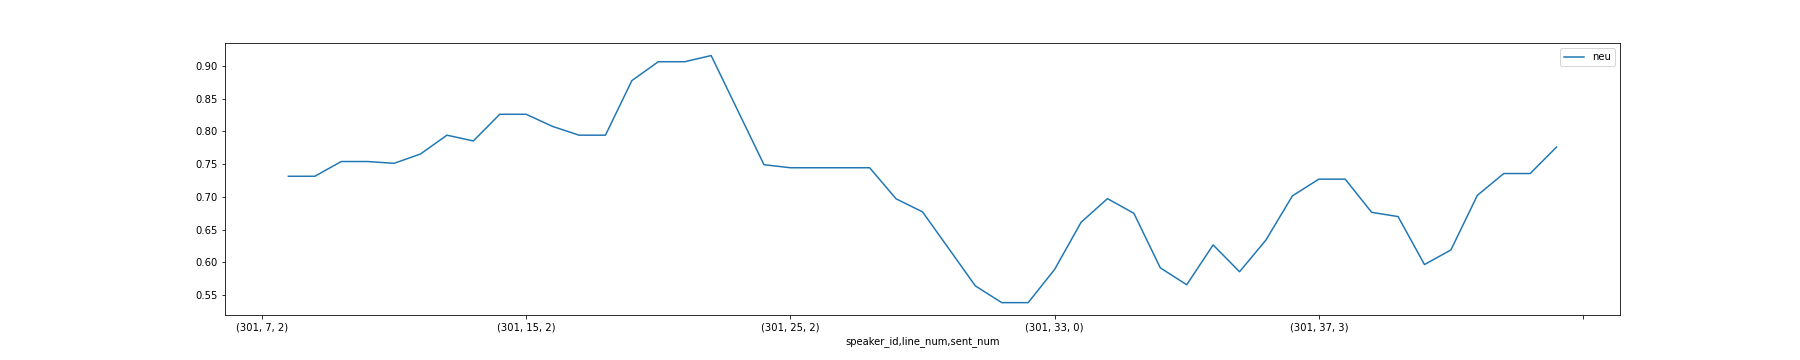 neu
0.90
0.85
0.80
0.75
0.70
0.65
0.60
0.55
(301, 7, 2) (301, 15, 2) (301, 25, 2) (301, 33, 0) (301, 37, 3)
speaker_id,line_num,sent_num